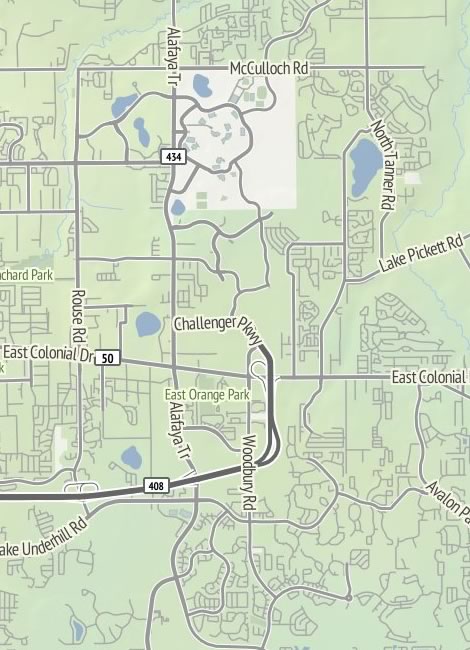 Alafaya Tr
McCulloch Rd
434
North Tanner Rd
Lake Pickett Rd
chard Park
Rouse Rd
Challenger Pkwy
East Colonial Dr
50
East Colonial
East Orange Park
Alafaya Tr
Woodbury Rd
408
Avalon Pa
ake Underhill Rd